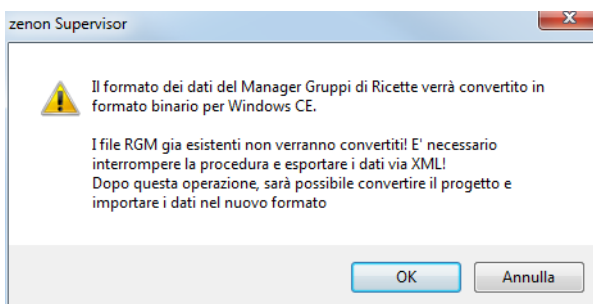 zenon Supervisor
Il formato dei dati del Manager Gruppi di Ricette verrà convertito in
formato binario per Windows CE.
I file RGM gia esistenti non verranno convertiti! E' necessario
interrompere la procedura e esportare i dati via XML!
Dopo questa operazione, sarà possibile convertire il progetto e
importare i dati nel nuovo formato
OK Annulla